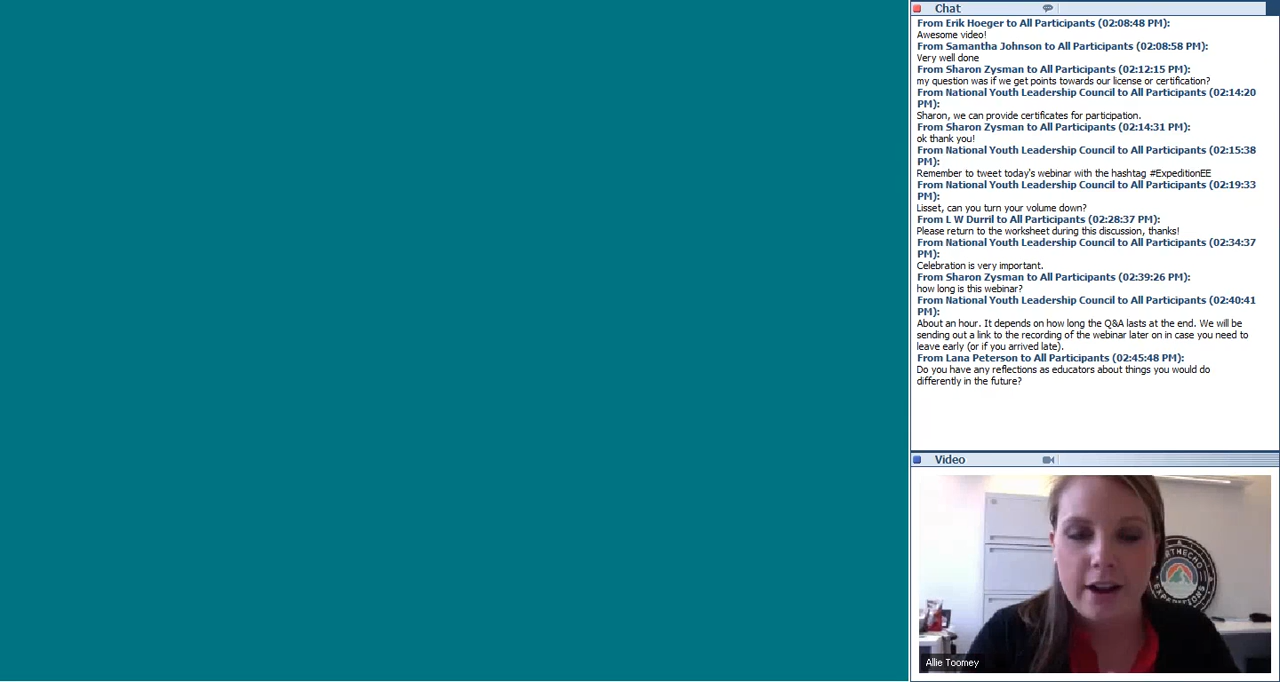 Chat
From Erik Hoeger to All Participants (02:08:48 PM):
Awesome video!
From Samantha Johnson to All Participants (02:08:58 PM):
Very well done
From Sharon Zysman to All Participants (02:12:15 PM):
my question was if we get points towards our license or certification?
From National Youth Leadership Council to All Participants (02:14:20
PM):
Sharon, we can provide certificates for participation.
From Sharon Zysman to All Participants (02:14:31 PM):
ok thank you!
From National Youth Leadership Council to All Participants (02:15:38
PM):
Remember to tweet today's webinar with the hashtag #ExpeditionEE
From National Youth Leadership Council to All Participants (02:19:33
PM):
Lisset, can you turn your volume down?
From L W Durril to All Participants (02:28:37 PM):
Please return to the worksheet during this discussion, thanks!
From National Youth Leadership Council to All Participants (02:34:37
PM):
Celebration is very important.
From Sharon Zysman to All Participants (02:39:26 PM):
how long is this webinar?
From National Youth Leadership Council to All Participants (02:40:41
PM):
About an hour. It depends on how long the Q&A lasts at the end. We will be
sending out a link to the recording of the webinar later on in case you need to
leave early (or if you arrived late).
From Lana Peterson to All Participants (02:45:48 PM):
Do you have any reflections as educators about things you would do
differently in the future?
Video
RTHECHO
EXPEDITIONS
Allie Toomey